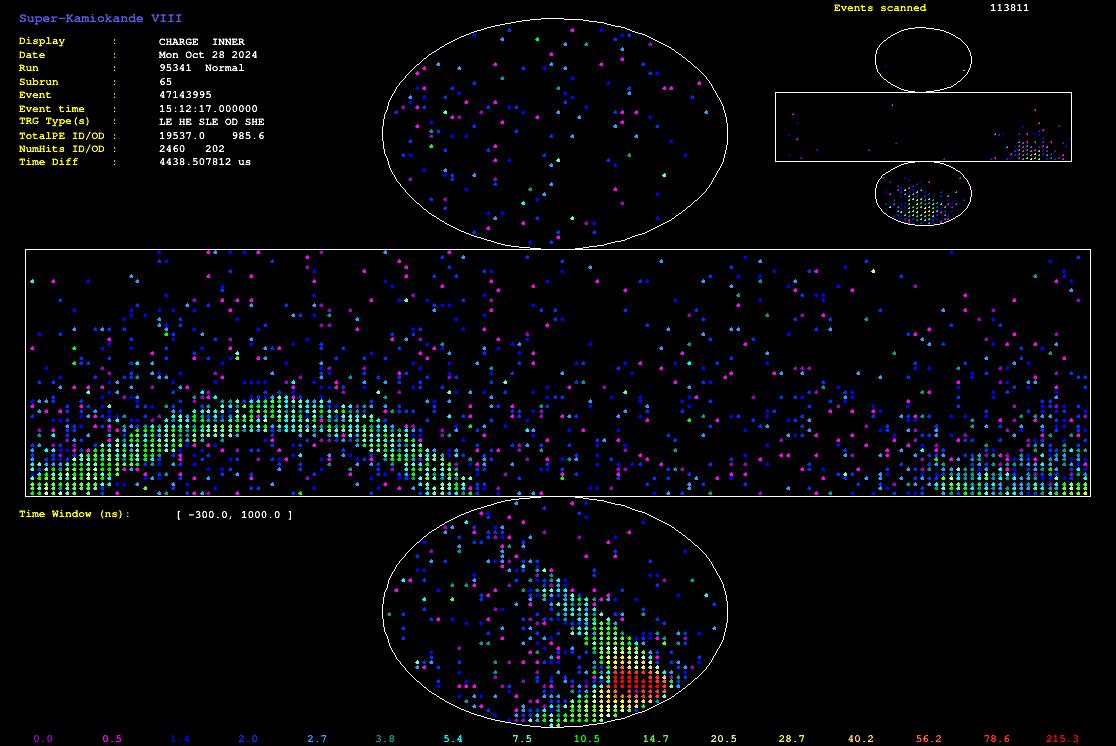 Super-Kamiokande VIII
Events scanned 113811
Display : CHARGE INNER
Date : Mon Oct 28 2024
Run : 95341 Normal
Subrun : 65
Event : 47143995
Event time : 15:12:17.000000
TRG Type(s) : LE HE SLE OD SHE
TotalPE ID/OD : 19537.0 985.6
NumHits ID/OD : 2460 202
Time Diff : 4438.507812 us
Time Window (ns): [ -300.0, 1000.0 ]
0.0 0.5 1.4 2.0 2.7 3.8 5.4 7.5 10.5 14.7 20.5 28.7 40.2 56.2 78.6 215.3